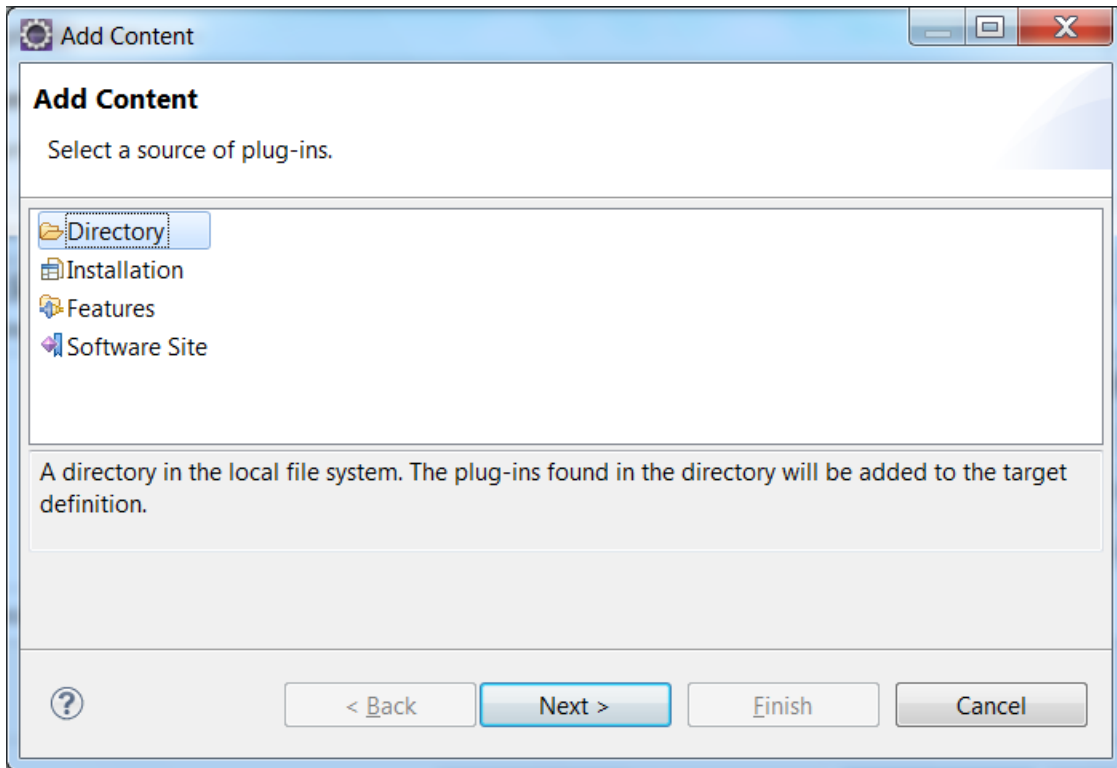 Add Content
Add Content
Select a source of plug-ins.
Directory
Installation
Features
Software Site
A directory in the local file system. The plug-ins found in the directory will be added to the target
definition.
? < Back Next > Finish Cancel